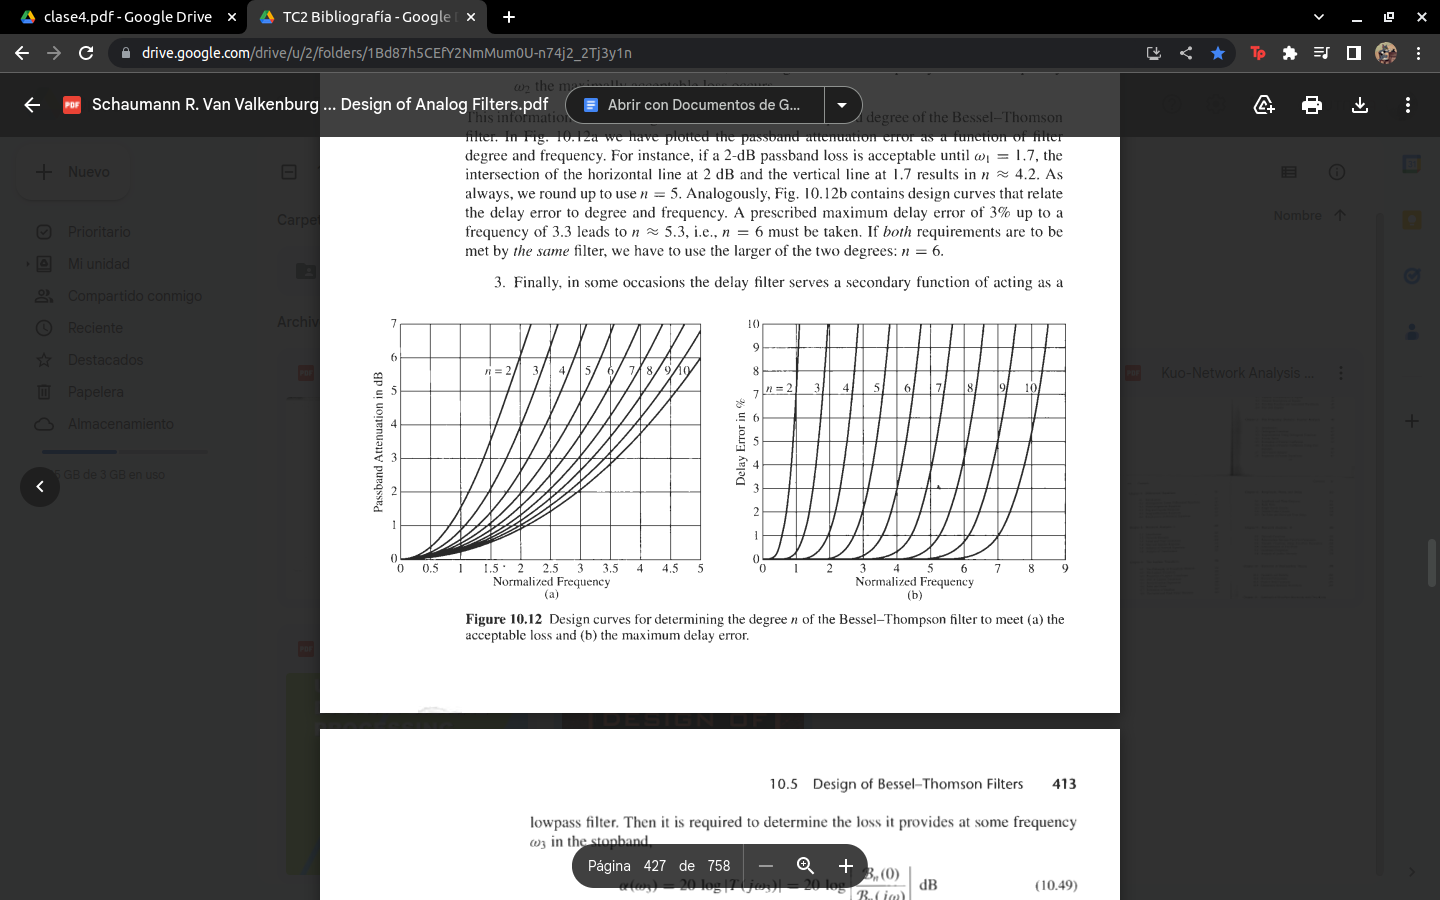 clase4.pdf - Google Drive
TC2 Bibliografía - Google
drive.google.com/drive/u/2/folders/1Bd87h5CEfY2NmMum0U-n74j2_2Tj3y1n
ω2 the maximally acceptable loss occurs
PDF Schaumann R. Van Valkenburg ... Design of Analog Filters.pdf
Abrir con Documentos de G...
This information degree of the Bessel–Thomson
filter. In Fig. 10.12a we have plotted the passband attenuation error as a function of filter
degree and frequency. For instance, if a 2-dB passband loss is acceptable until ω1 = 1.7, the
intersection of the horizontal line at 2 dB and the vertical line at 1.7 results in n ≈ 4.2. As
always, we round up to use n = 5. Analogously, Fig. 10.12b contains design curves that relate
the delay error to degree and frequency. A prescribed maximum delay error of 3% up to a
frequency of 3.3 leads to n ≈ 5.3, i.e., n = 6 must be taken. If both requirements are to be
met by the same filter, we have to use the larger of the two degrees: n = 6.
3. Finally, in some occasions the delay filter serves a secondary function of acting as a
Nuevo
Prioritario
Mi unidad
Compartido conmigo
Reciente
Destacados
Papelera
Almacenamiento
GB de 3 GB en uso
Carpe
Archiv
Nombre
PDF Kuo-Network Analysis ...
7
6
5
4
3
2
1
0
Passband Attenuation in dB
n = 2 3 4 5 6 7 8 9 10
0 0.5 1 1.5 2 2.5 3 3.5 4 4.5 5
Normalized Frequency
(a)
10
9
8
7
6
5
4
3
2
1
0
Delay Error in %
n = 2 3 4 5 6 7 8 9 10
0 1 2 3 4 5 6 7 8 9
Normalized Frequency
(b)
Figure 10.12 Design curves for determining the degree n of the Bessel–Thompson filter to meet (a) the
acceptable loss and (b) the maximum delay error.
DESIGN OF
10.5 Design of Bessel–Thomson Filters 413
lowpass filter. Then it is required to determine the loss it provides at some frequency
ω3 in the stopband,
Página 427 de 758
α(ω3) = 20 log|T(jω3)| = 20 log |Bn(0) / Bn(jω)| dB (10.49)